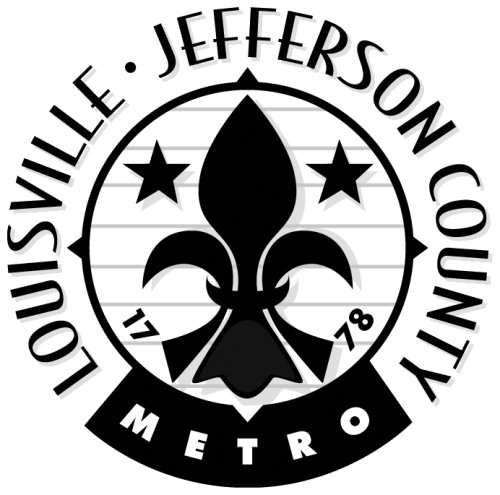 LOUISVILLE • JEFFERSON COUNTY
17 78
METRO